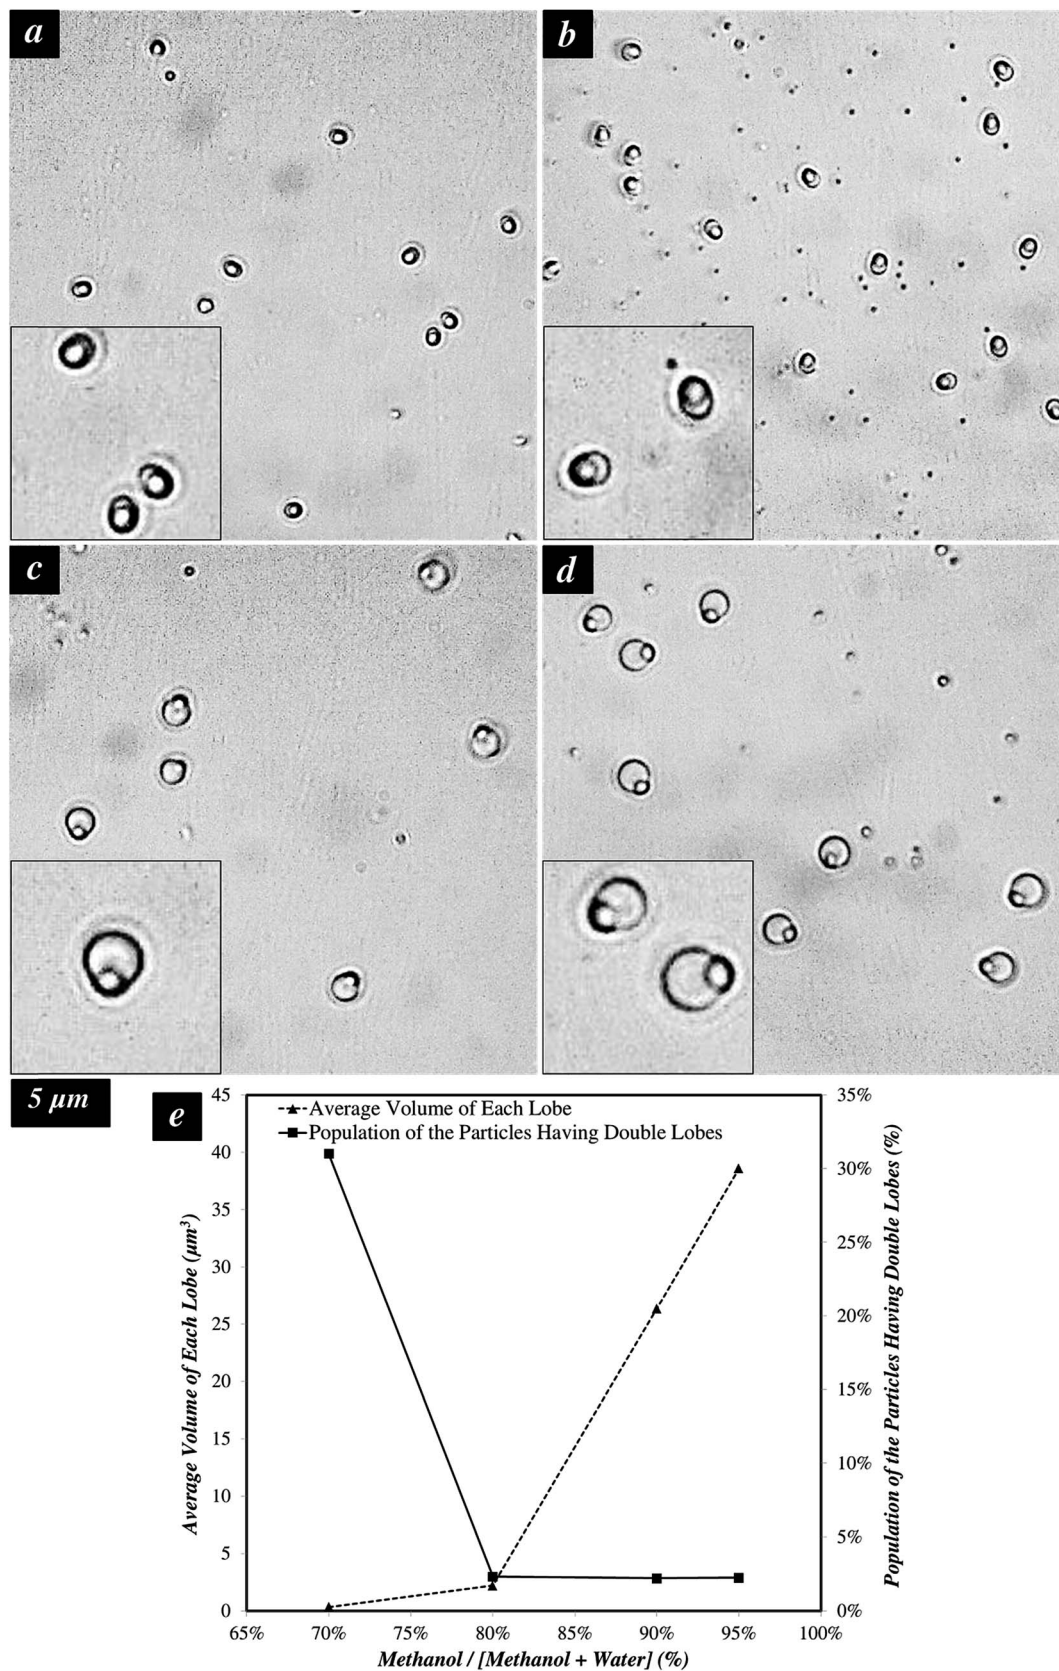 a
b
c
d
5 μm
e
Average Volume of Each Lobe
Population of the Particles Having Double Lobes
45
40
35
30
25
20
15
10
5
0
Average Volume of Each Lobe (μm³)
35%
30%
25%
20%
15%
10%
5%
0%
Population of the Particles Having Double Lobes (%)
65%
70%
80%
85%
90%
95%
100%
Methanol / [Methanol + Water] (%)